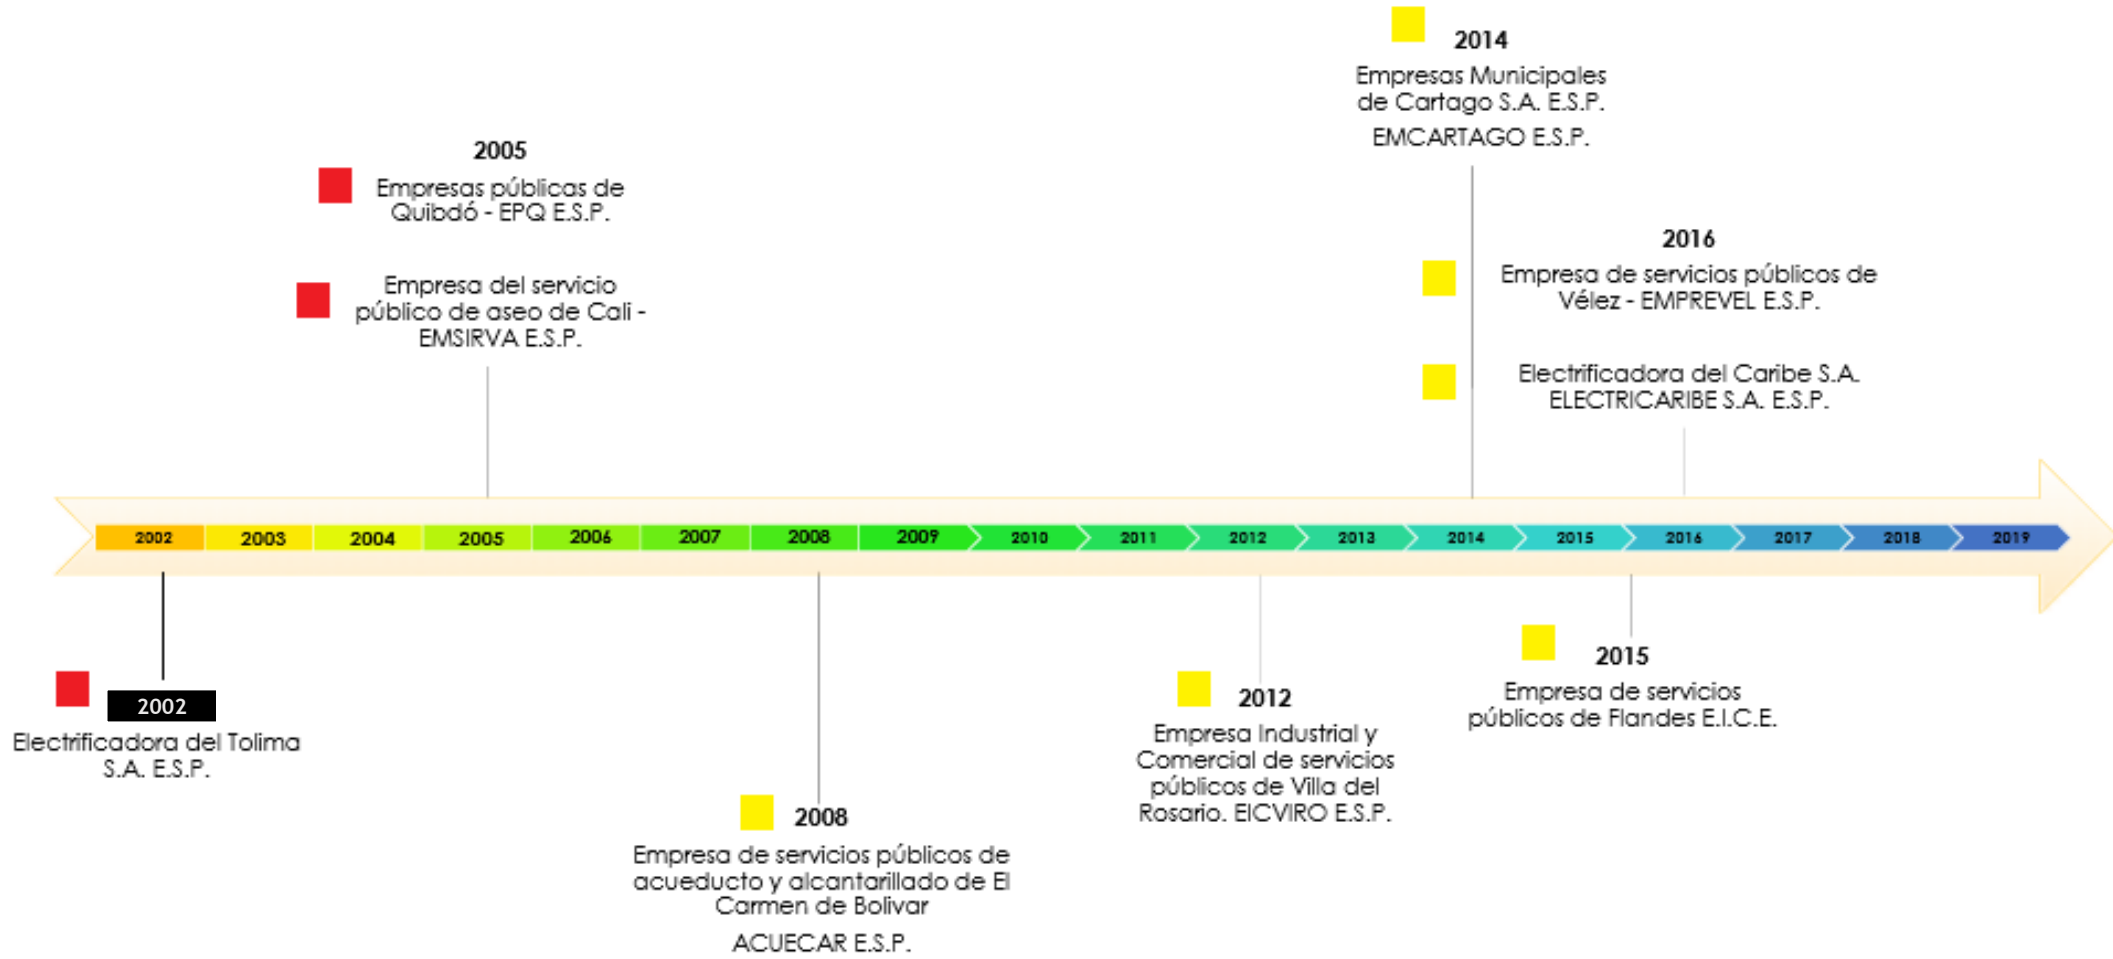 2014
Empresas Municipales
de Cartago S.A. E.S.P.
EMCARTAGO E.S.P.
2005
Empresas públicas de
Quibdó - EPQ E.S.P.
Empresa del servicio
público de aseo de Cali -
EMSIRVA E.S.P.
2016
Empresa de servicios públicos de
Vélez - EMPREVEL E.S.P.
Electrificadora del Caribe S.A.
ELECTRICARIBE S.A. E.S.P.
2002 2003 2004 2005 2006 2007 2008 2009 2010 2011 2012 2013 2014 2015 2016 2017 2018 2019
2002
Electrificadora del Tolima
S.A. E.S.P.
2008
Empresa de servicios públicos de
acueducto y alcantarillado de El
Carmen de Bolivar
ACUECAR E.S.P.
2012
Empresa Industrial y
Comercial de servicios
públicos de Villa del
Rosario. EICVIRO E.S.P.
2015
Empresa de servicios
públicos de Flandes E.I.C.E.